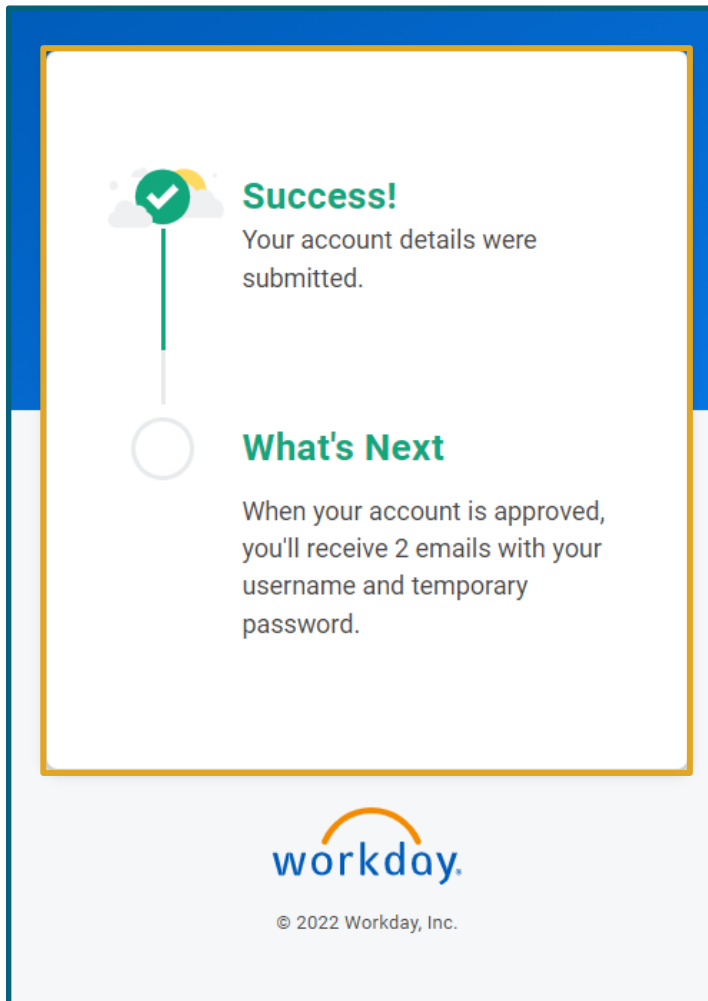 Success!
Your account details were
submitted.
What's Next
When your account is approved,
you'll receive 2 emails with your
username and temporary
password.
workday.
© 2022 Workday, Inc.